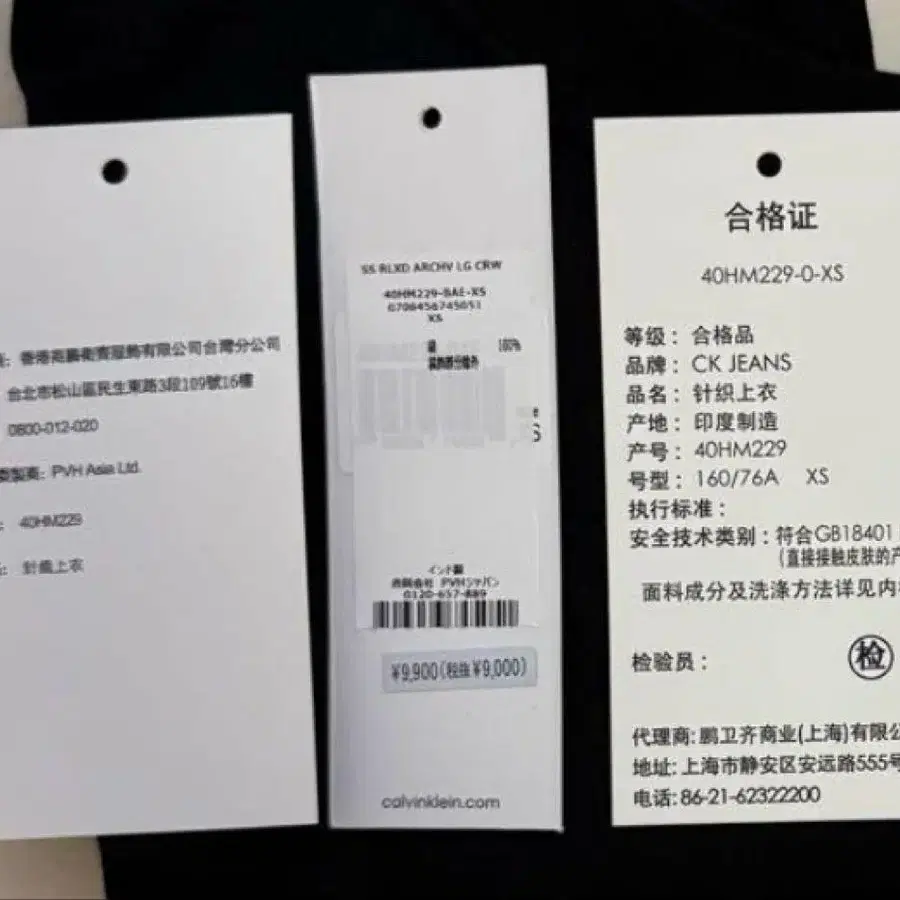 香港商藝衛齊服飾有限公司台灣分公司
台北市松山區民生東路3段109號16樓
0800-012-020
PVH Asia Ltd.
40HM229
針織上衣
SS RLXD ARCHV LG CRW
40HM229-BAE-XS
XS
100%
インド製
PVHジャパン
0120-657-889
¥9,900(税抜¥9,000)
calvinklein.com
合格证
40HM229-0-XS
等级：合格品
品牌：CK JEANS
品名：针织上衣
产地：印度制造
产号：40HM229
号型：160/76A XS
执行标准：
安全技术类别：符合GB18401
(直接接触皮肤的产
面料成分及洗涤方法详见内
检验员：
检
代理商:鹏卫齐商业(上海)有限公
地址:上海市静安区安远路555号
电话:86-21-62322200